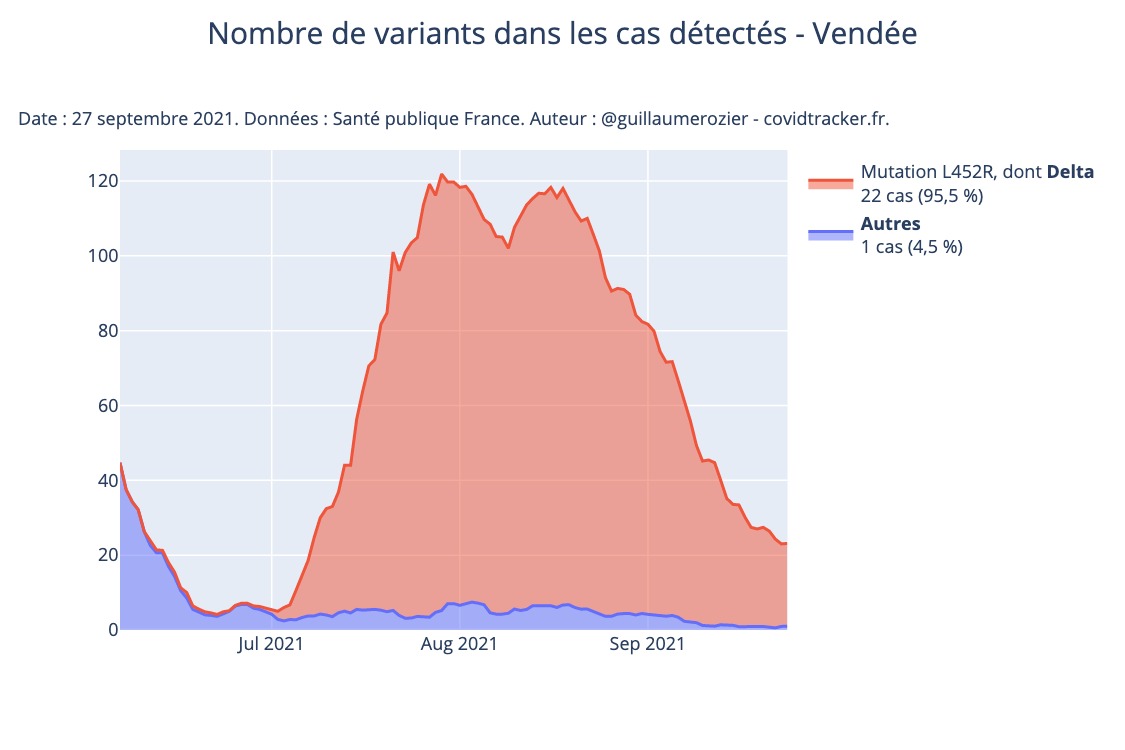 Nombre de variants dans les cas détectés - Vendée
Date : 27 septembre 2021. Données : Santé publique France. Auteur : @guillaumerozier - covidtracker.fr.
120
100
80
60
40
20
0
Jul 2021
Aug 2021
Sep 2021
Mutation L452R, dont Delta
22 cas (95,5 %)
Autres
1 cas (4,5 %)